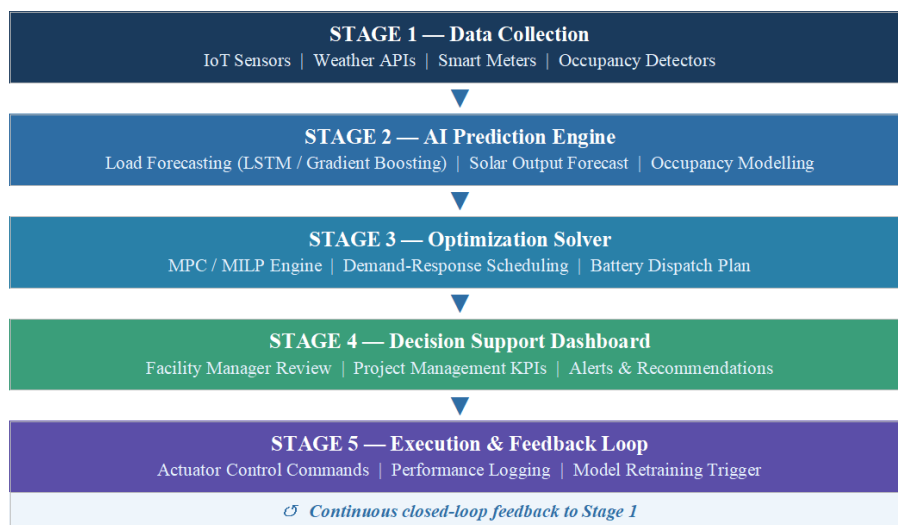 STAGE 1 — Data Collection
IoT Sensors | Weather APIs | Smart Meters | Occupancy Detectors
STAGE 2 — AI Prediction Engine
Load Forecasting (LSTM / Gradient Boosting) | Solar Output Forecast | Occupancy Modelling
STAGE 3 — Optimization Solver
MPC / MILP Engine | Demand-Response Scheduling | Battery Dispatch Plan
STAGE 4 — Decision Support Dashboard
Facility Manager Review | Project Management KPIs | Alerts & Recommendations
STAGE 5 — Execution & Feedback Loop
Actuator Control Commands | Performance Logging | Model Retraining Trigger
↺ Continuous closed-loop feedback to Stage 1